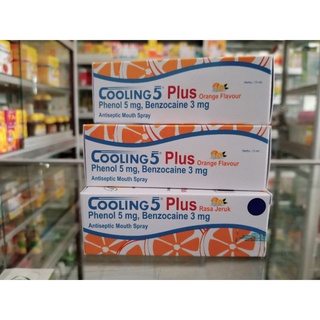 COOLING5 Plus Orange Flavour
Phenol 5 mg, Benzocaine 3 mg
Antiseptic Mouth Spray
COOLING5 Plus Orange Flavour
Phenol 5 mg, Benzocaine 3 mg
Antiseptic Mouth Spray
COOLING5 Plus Rasa Jeruk
Phenol 5 mg, Benzocaine 3 mg
Antiseptic Mouth Spray